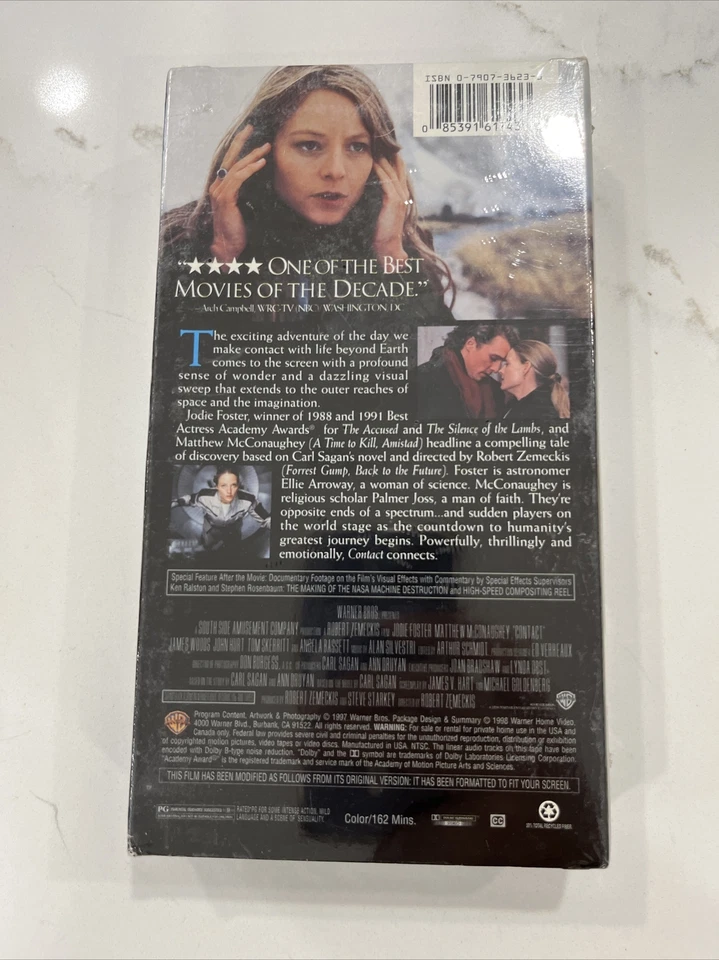 ISBN 0-7907-3623-
0 85391 61743
"★★★★ ONE OF THE BEST
MOVIES OF THE DECADE."
—Arch Campbell, WRC-TV (NBC) WASHINGTON, DC
The exciting adventure of the day we
make contact with life beyond Earth
comes to the screen with a profound
sense of wonder and a dazzling visual
sweep that extends to the outer reaches of
space and the imagination.
Jodie Foster, winner of 1988 and 1991 Best
Actress Academy Awards® for The Accused and The Silence of the Lambs, and
Matthew McConaughey (A Time to Kill, Amistad) headline a compelling tale
of discovery based on Carl Sagan's novel and directed by Robert Zemeckis
(Forrest Gump, Back to the Future). Foster is astronomer
Ellie Arroway, a woman of science. McConaughey is
religious scholar Palmer Joss, a man of faith. They're
opposite ends of a spectrum...and sudden players on
the world stage as the countdown to humanity's
greatest journey begins. Powerfully, thrillingly and
emotionally, Contact connects.
Special Feature After the Movie: Documentary Footage on the Film's Visual Effects with Commentary by Special Effects Supervisors
Ken Ralston and Stephen Rosenbaum: THE MAKING OF THE NASA MACHINE DESTRUCTION and HIGH-SPEED COMPOSITING REEL
WARNER BROS. PRESENTS
A SOUTH SIDE AMUSEMENT COMPANY PRODUCTION A ROBERT ZEMECKIS FILM JODIE FOSTER MATTHEW McCONAUGHEY "CONTACT"
JAMES WOODS JOHN HURT TOM SKERRITT AND ANGELA BASSETT MUSIC BY ALAN SILVESTRI EDITED BY ARTHUR SCHMIDT PRODUCTION DESIGNER ED VERREAUX
DIRECTOR OF PHOTOGRAPHY DON BURGESS, A.S.C. CARL SAGAN AND ANN DRUYAN JOAN BRADSHAW AND LYNDA OBST
BASED ON THE STORY BY CARL SAGAN AND ANN DRUYAN BASED ON THE NOVEL BY CARL SAGAN SCREENPLAY BY JAMES V. HART AND MICHAEL GOLDENBERG
PRODUCED BY ROBERT ZEMECKIS AND STEVE STARKEY DIRECTED BY ROBERT ZEMECKIS
Program Content, Artwork & Photography © 1997 Warner Bros. Package Design & Summary © 1998 Warner Home Video,
4000 Warner Blvd., Burbank, CA 91522. All rights reserved. WARNING: For sale or rental for private home use in the USA and
Canada only. Federal law provides severe civil and criminal penalties for the unauthorized reproduction, distribution or exhibition
of copyrighted motion pictures, video tapes or video discs. Manufactured in USA. NTSC. The linear audio tracks on this tape have been
encoded with Dolby B-type noise reduction. "Dolby" and the DD symbol are trademarks of Dolby Laboratories Licensing Corporation.
"Academy Award®" is the registered trademark and service mark of the Academy of Motion Picture Arts and Sciences.
THIS FILM HAS BEEN MODIFIED AS FOLLOWS FROM ITS ORIGINAL VERSION: IT HAS BEEN FORMATTED TO FIT YOUR SCREEN.
PG RATED PG FOR SOME INTENSE ACTION, MILD
LANGUAGE AND A SCENE OF SEXUALITY.
Color/162 Mins.
CC